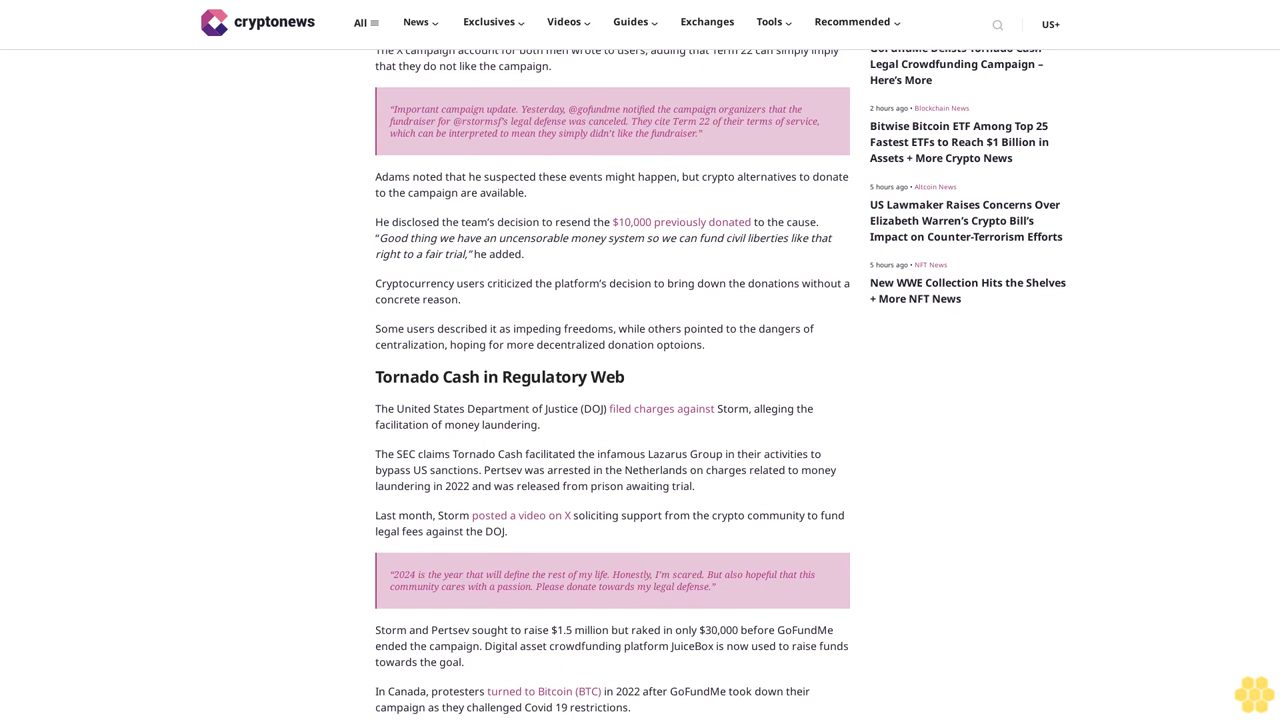 cryptonews
All
News
Exclusives
Videos
Guides
Exchanges
Tools
Recommended
US+
The X campaign account for both men wrote to users, adding that Term 22 can simply imply
that they do not like the campaign.
“Important campaign update. Yesterday, @gofundme notified the campaign organizers that the
fundraiser for @rstormsf’s legal defense was canceled. They cite Term 22 of their terms of service,
which can be interpreted to mean they simply didn’t like the fundraiser.”
Adams noted that he suspected these events might happen, but crypto alternatives to donate
to the campaign are available.
He disclosed the team’s decision to resend the $10,000 previously donated to the cause.
“Good thing we have an uncensorable money system so we can fund civil liberties like that
right to a fair trial,” he added.
Cryptocurrency users criticized the platform’s decision to bring down the donations without a
concrete reason.
Some users described it as impeding freedoms, while others pointed to the dangers of
centralization, hoping for more decentralized donation optoions.
Tornado Cash in Regulatory Web
The United States Department of Justice (DOJ) filed charges against Storm, alleging the
facilitation of money laundering.
The SEC claims Tornado Cash facilitated the infamous Lazarus Group in their activities to
bypass US sanctions. Pertsev was arrested in the Netherlands on charges related to money
laundering in 2022 and was released from prison awaiting trial.
Last month, Storm posted a video on X soliciting support from the crypto community to fund
legal fees against the DOJ.
“2024 is the year that will define the rest of my life. Honestly, I’m scared. But also hopeful that this
community cares with a passion. Please donate towards my legal defense.”
Storm and Pertsev sought to raise $1.5 million but raked in only $30,000 before GoFundMe
ended the campaign. Digital asset crowdfunding platform JuiceBox is now used to raise funds
towards the goal.
In Canada, protesters turned to Bitcoin (BTC) in 2022 after GoFundMe took down their
campaign as they challenged Covid 19 restrictions.
GoFundMe Delists Tornado Cash
Legal Crowdfunding Campaign –
Here’s More
2 hours ago • Blockchain News
Bitwise Bitcoin ETF Among Top 25
Fastest ETFs to Reach $1 Billion in
Assets + More Crypto News
5 hours ago • Altcoin News
US Lawmaker Raises Concerns Over
Elizabeth Warren’s Crypto Bill’s
Impact on Counter-Terrorism Efforts
5 hours ago • NFT News
New WWE Collection Hits the Shelves
+ More NFT News